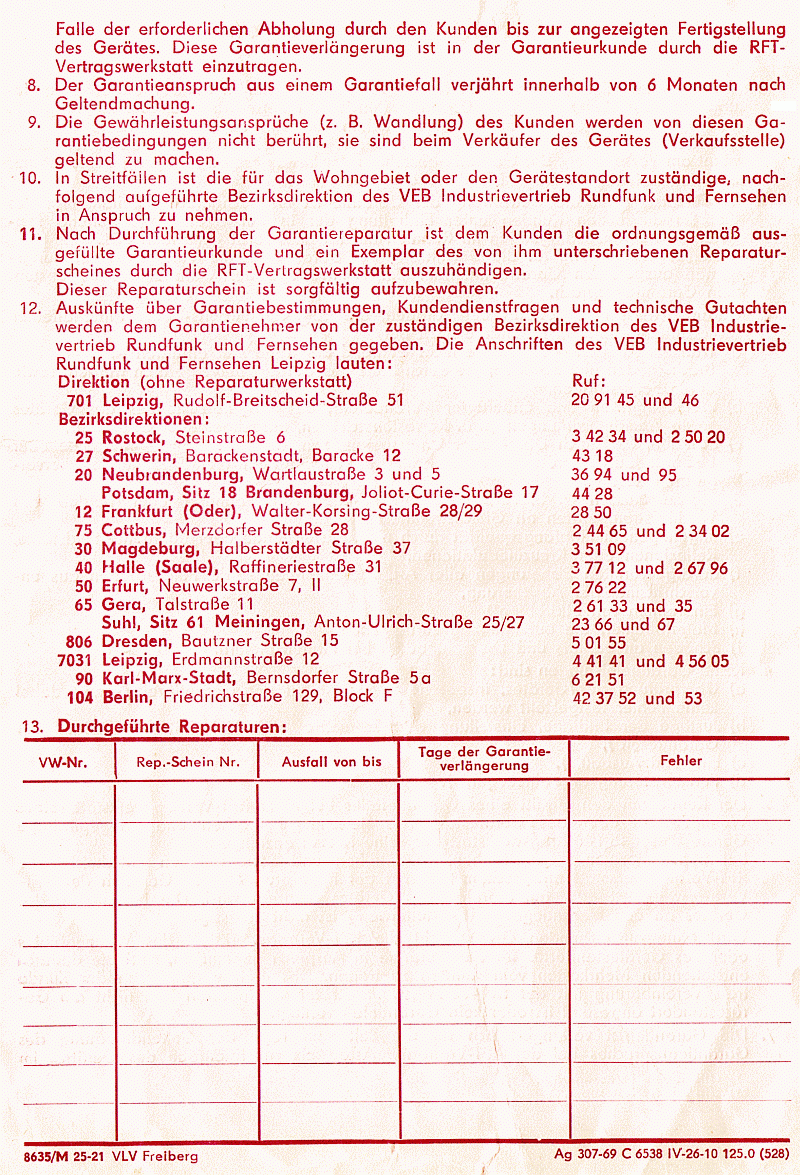 Falle der erforderlichen Abholung durch den Kunden bis zur angezeigten Fertigstellung
des Gerätes. Diese Garantieverlängerung ist in der Garantieurkunde durch die RFT-
Vertragswerkstatt einzutragen.
8. Der Garantieanspruch aus einem Garantiefall verjährt innerhalb von 6 Monaten nach
Geltendmachung.
9. Die Gewährleistungsansprüche (z. B. Wandlung) des Kunden werden von diesen Ga-
rantiebedingungen nicht berührt, sie sind beim Verkäufer des Gerätes (Verkaufsstelle)
geltend zu machen.
10. In Streitfällen ist die für das Wohngebiet oder den Gerätestandort zuständige, nach-
folgend aufgeführte Bezirksdirektion des VEB Industrievertrieb Rundfunk und Fernsehen
in Anspruch zu nehmen.
11. Nach Durchführung der Garantiereparatur ist dem Kunden die ordnungsgemäß aus-
gefüllte Garantieurkunde und ein Exemplar des von ihm unterschriebenen Reparatur-
scheines durch die RFT-Vertragswerkstatt auszuhändigen.
Dieser Reparaturschein ist sorgfältig aufzubewahren.
12. Auskünfte über Garantiebestimmungen, Kundendienstfragen und technische Gutachten
werden dem Garantienehmer von der zuständigen Bezirksdirektion des VEB Industrie-
vertrieb Rundfunk und Fernsehen gegeben. Die Anschriften des VEB Industrievertrieb
Rundfunk und Fernsehen Leipzig lauten:
Direktion (ohne Reparaturwerkstatt) Ruf:
701 Leipzig, Rudolf-Breitscheid-Straße 51 20 91 45 und 46
Bezirksdirektionen:
25 Rostock, Steinstraße 6 3 42 34 und 2 50 20
27 Schwerin, Barackenstadt, Baracke 12 43 18
20 Neubrandenburg, Wartlaustraße 3 und 5 36 94 und 95
Potsdam, Sitz 18 Brandenburg, Joliot-Curie-Straße 17 44 28
12 Frankfurt (Oder), Walter-Korsing-Straße 28/29 28 50
75 Cottbus, Merzdorfer Straße 28 2 44 65 und 2 34 02
30 Magdeburg, Halberstädter Straße 37 3 51 09
40 Halle (Saale), Raffineriestraße 31 3 77 12 und 2 67 96
50 Erfurt, Neuwerkstraße 7, II 2 76 22
65 Gera, Talstraße 11 2 61 33 und 35
Suhl, Sitz 61 Meiningen, Anton-Ulrich-Straße 25/27 23 66 und 67
806 Dresden, Bautzner Straße 15 5 01 55
7031 Leipzig, Erdmannstraße 12 4 41 41 und 4 56 05
90 Karl-Marx-Stadt, Bernsdorfer Straße 5a 6 21 51
104 Berlin, Friedrichstraße 129, Block F 42 37 52 und 53
13. Durchgeführte Reparaturen:
VW-Nr. Rep.-Schein Nr. Ausfall von bis Tage der Garantie-
verlängerung Fehler
8635/M 25-21 VLV Freiberg Ag 307-69 C 6538 IV-26-10 125.0 (528)